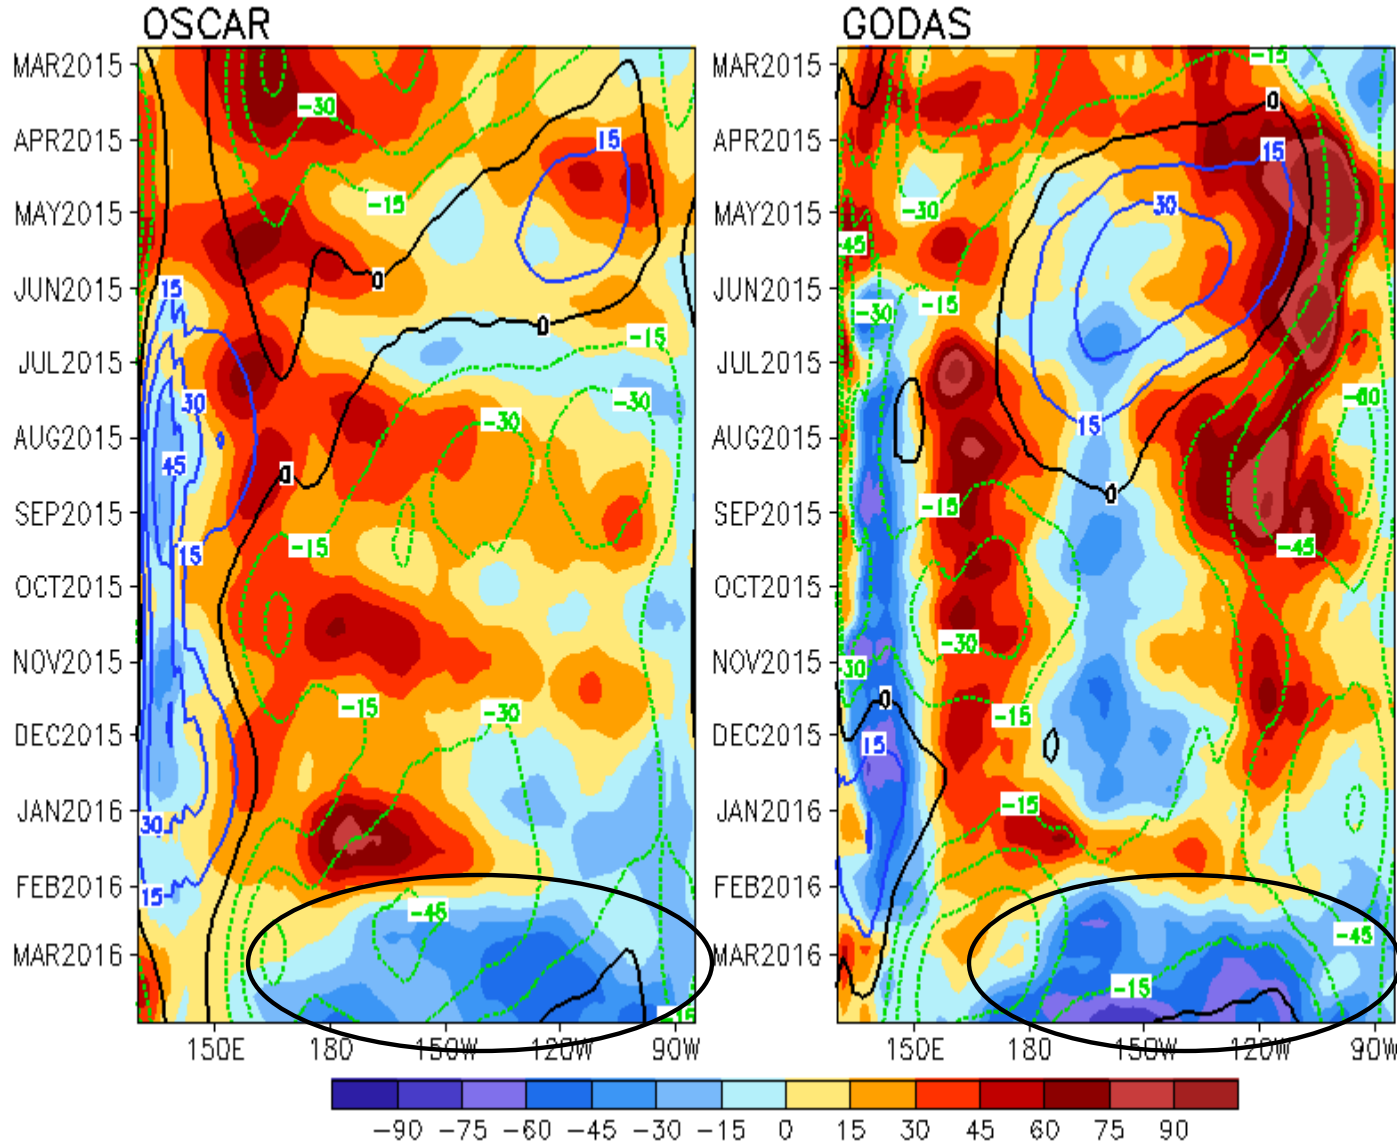 OSCAR GODAS
MAR2015 MAR2015
APR2015 APR2015
MAY2015 MAY2015
JUN2015 JUN2015
JUL2015 JUL2015
AUG2015 AUG2015
SEP2015 SEP2015
OCT2015 OCT2015
NOV2015 NOV2015
DEC2015 DEC2015
JAN2016 JAN2016
FEB2016 FEB2016
MAR2016 MAR2016
-30
15
-15
0
15
0
-15
30
-30
-30
45
0
-15
15
-15
-30
30
15
-45
-15
0
15
-30
30
-45
-15
-30
-60
15
0
-15
-45
-30
-30
0
-15
15
-15
-45
-15
150E 180 150W 120W 90W 150E 180 150W 120W 90W
-90 -75 -60 -45 -30 -15 0 15 30 45 60 75 90